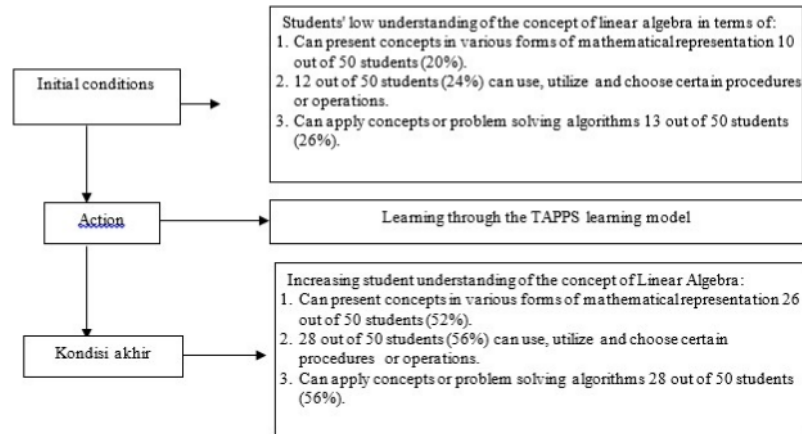 Students' low understanding of the concept of linear algebra in terms of:
1. Can present concepts in various forms of mathematical representation 10
out of 50 students (20%).
2. 12 out of 50 students (24%) can use, utilize and choose certain procedures
or operations.
3. Can apply concepts or problem solving algorithms 13 out of 50 students
(26%).
Initial conditions
Action
Learning through the TAPPS learning model
Increasing student understanding of the concept of Linear Algebra:
1. Can present concepts in various forms of mathematical representation 26
out of 50 students (52%).
2. 28 out of 50 students (56%) can use, utilize and choose certain
procedures or operations.
3. Can apply concepts or problem solving algorithms 28 out of 50 students
(56%).
Kondisi akhir